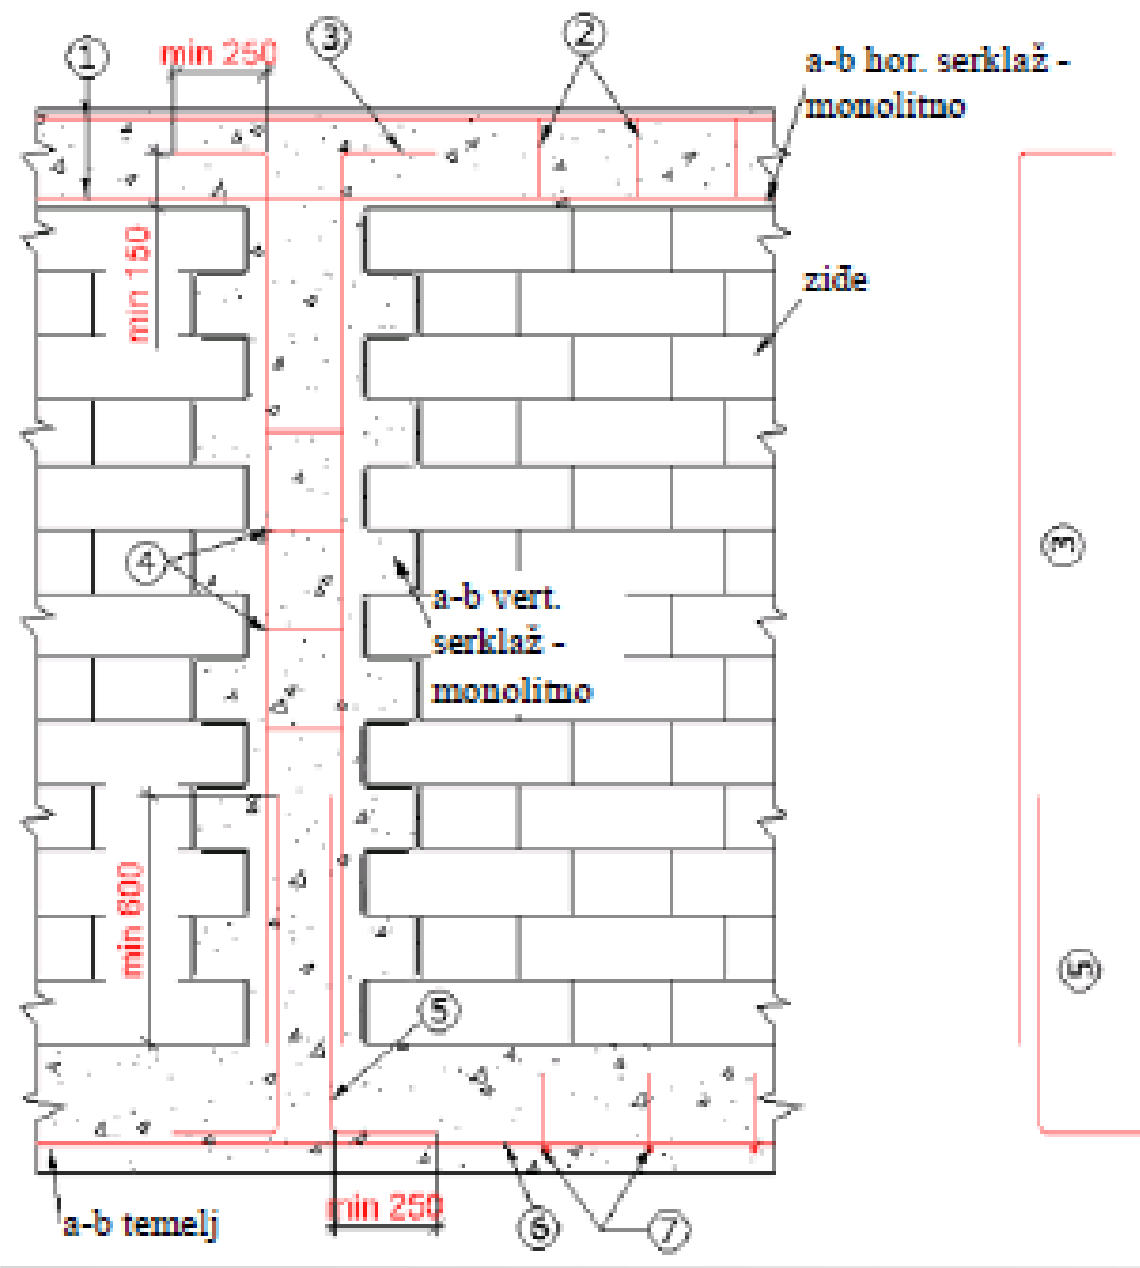 1
min 250
3
2
a-b hor. serklaž -
monolitno
min 150
ziđe
4
3
a-b vert.
serklaž -
monolitno
min 600
5
5
min 250
a-b temelj
6
7